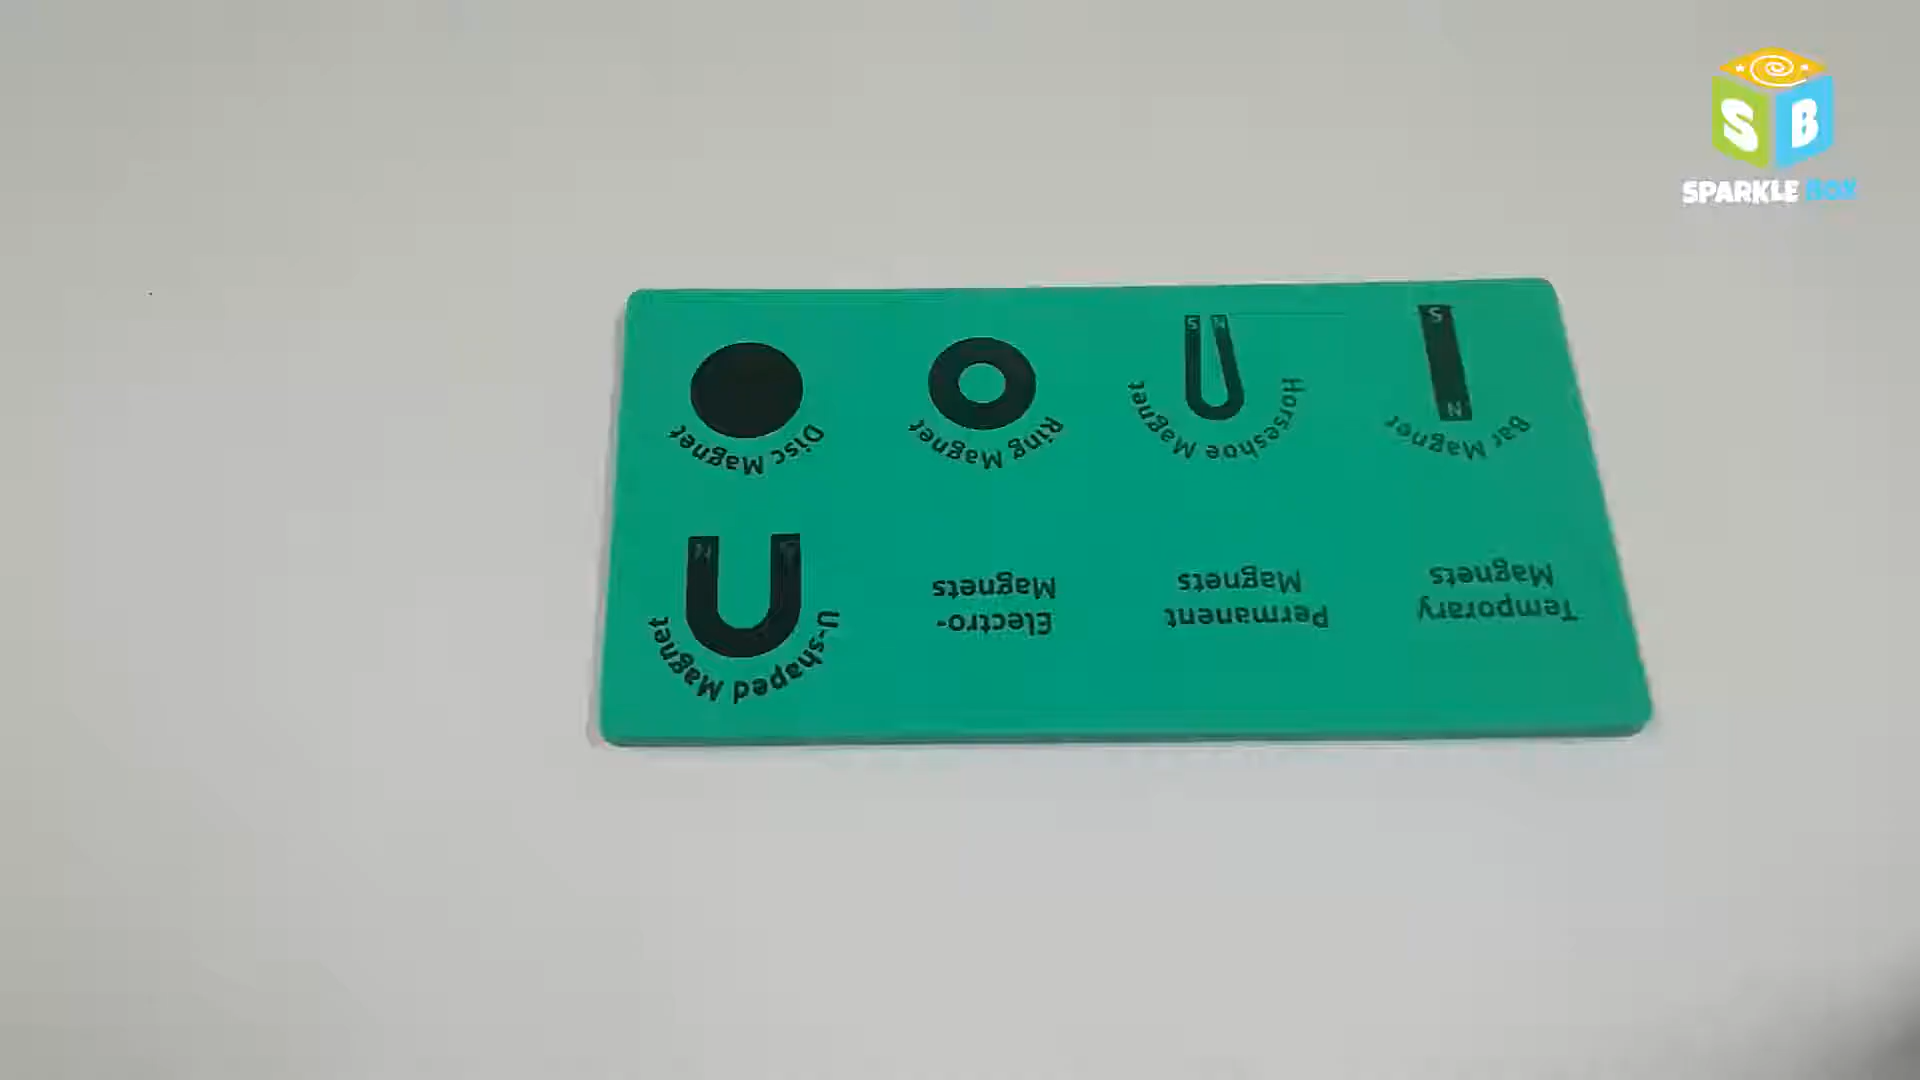 Temporary
Magnets
Permanent
Magnets
Electro-
Magnets
U-shaped Magnet
N
Bar Magnet
N
S
Horseshoe Magnet
N
S
Ring Magnet
Disc Magnet
S
B
SPARKLE BOX